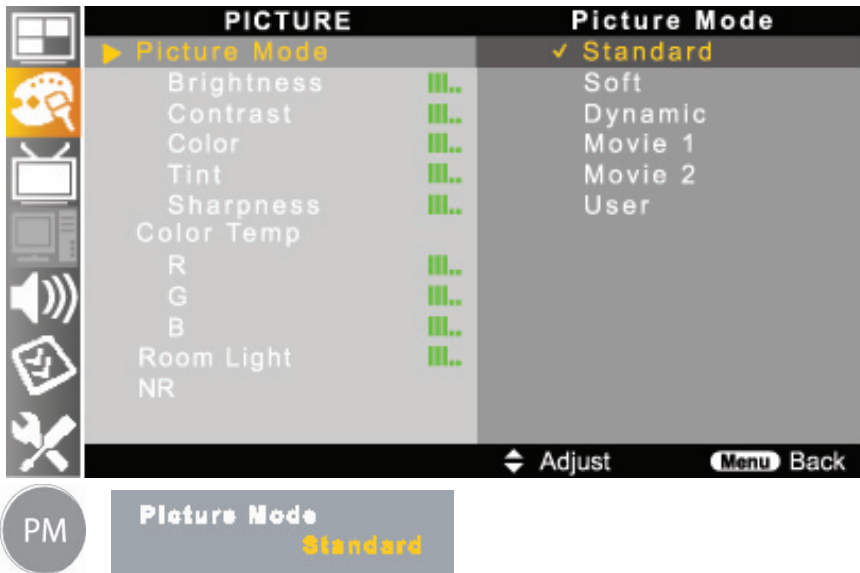 PICTURE
Picture Mode
Brightness
Contrast
Color
Tint
Sharpness
Color Temp
R
G
B
Room Light
NR
Picture Mode
✓ Standard
Soft
Dynamic
Movie 1
Movie 2
User
Adjust
Menu Back
PM
Picture Mode
Standard